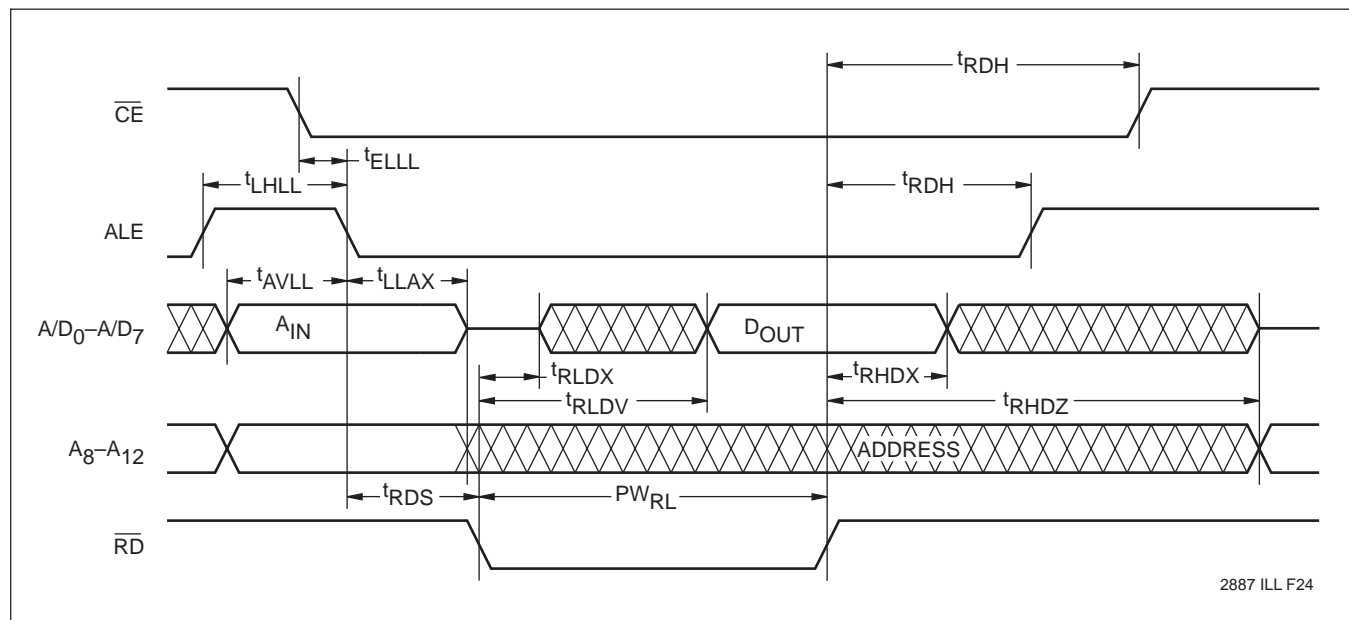 tRDH
CE
tELLL
tLHLL
tRDH
ALE
tAVLL
tLLAX
A/D0–A/D7
AIN
DOUT
tRLDX
tRHDX
tRLDV
tRHDZ
A8–A12
ADDRESS
tRDS
PWRL
RD
2887 ILL F24